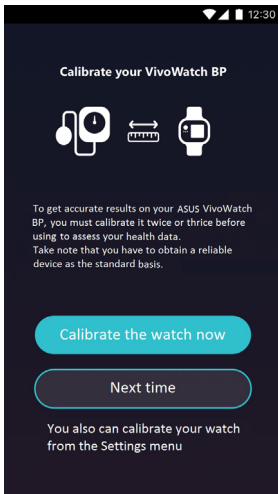 12:30
Calibrate your VivoWatch BP
To get accurate results on your ASUS VivoWatch
BP, you must calibrate it twice or thrice before
using to assess your health data.
Take note that you have to obtain a reliable
device as the standard basis.
Calibrate the watch now
Next time
You also can calibrate your watch
from the Settings menu